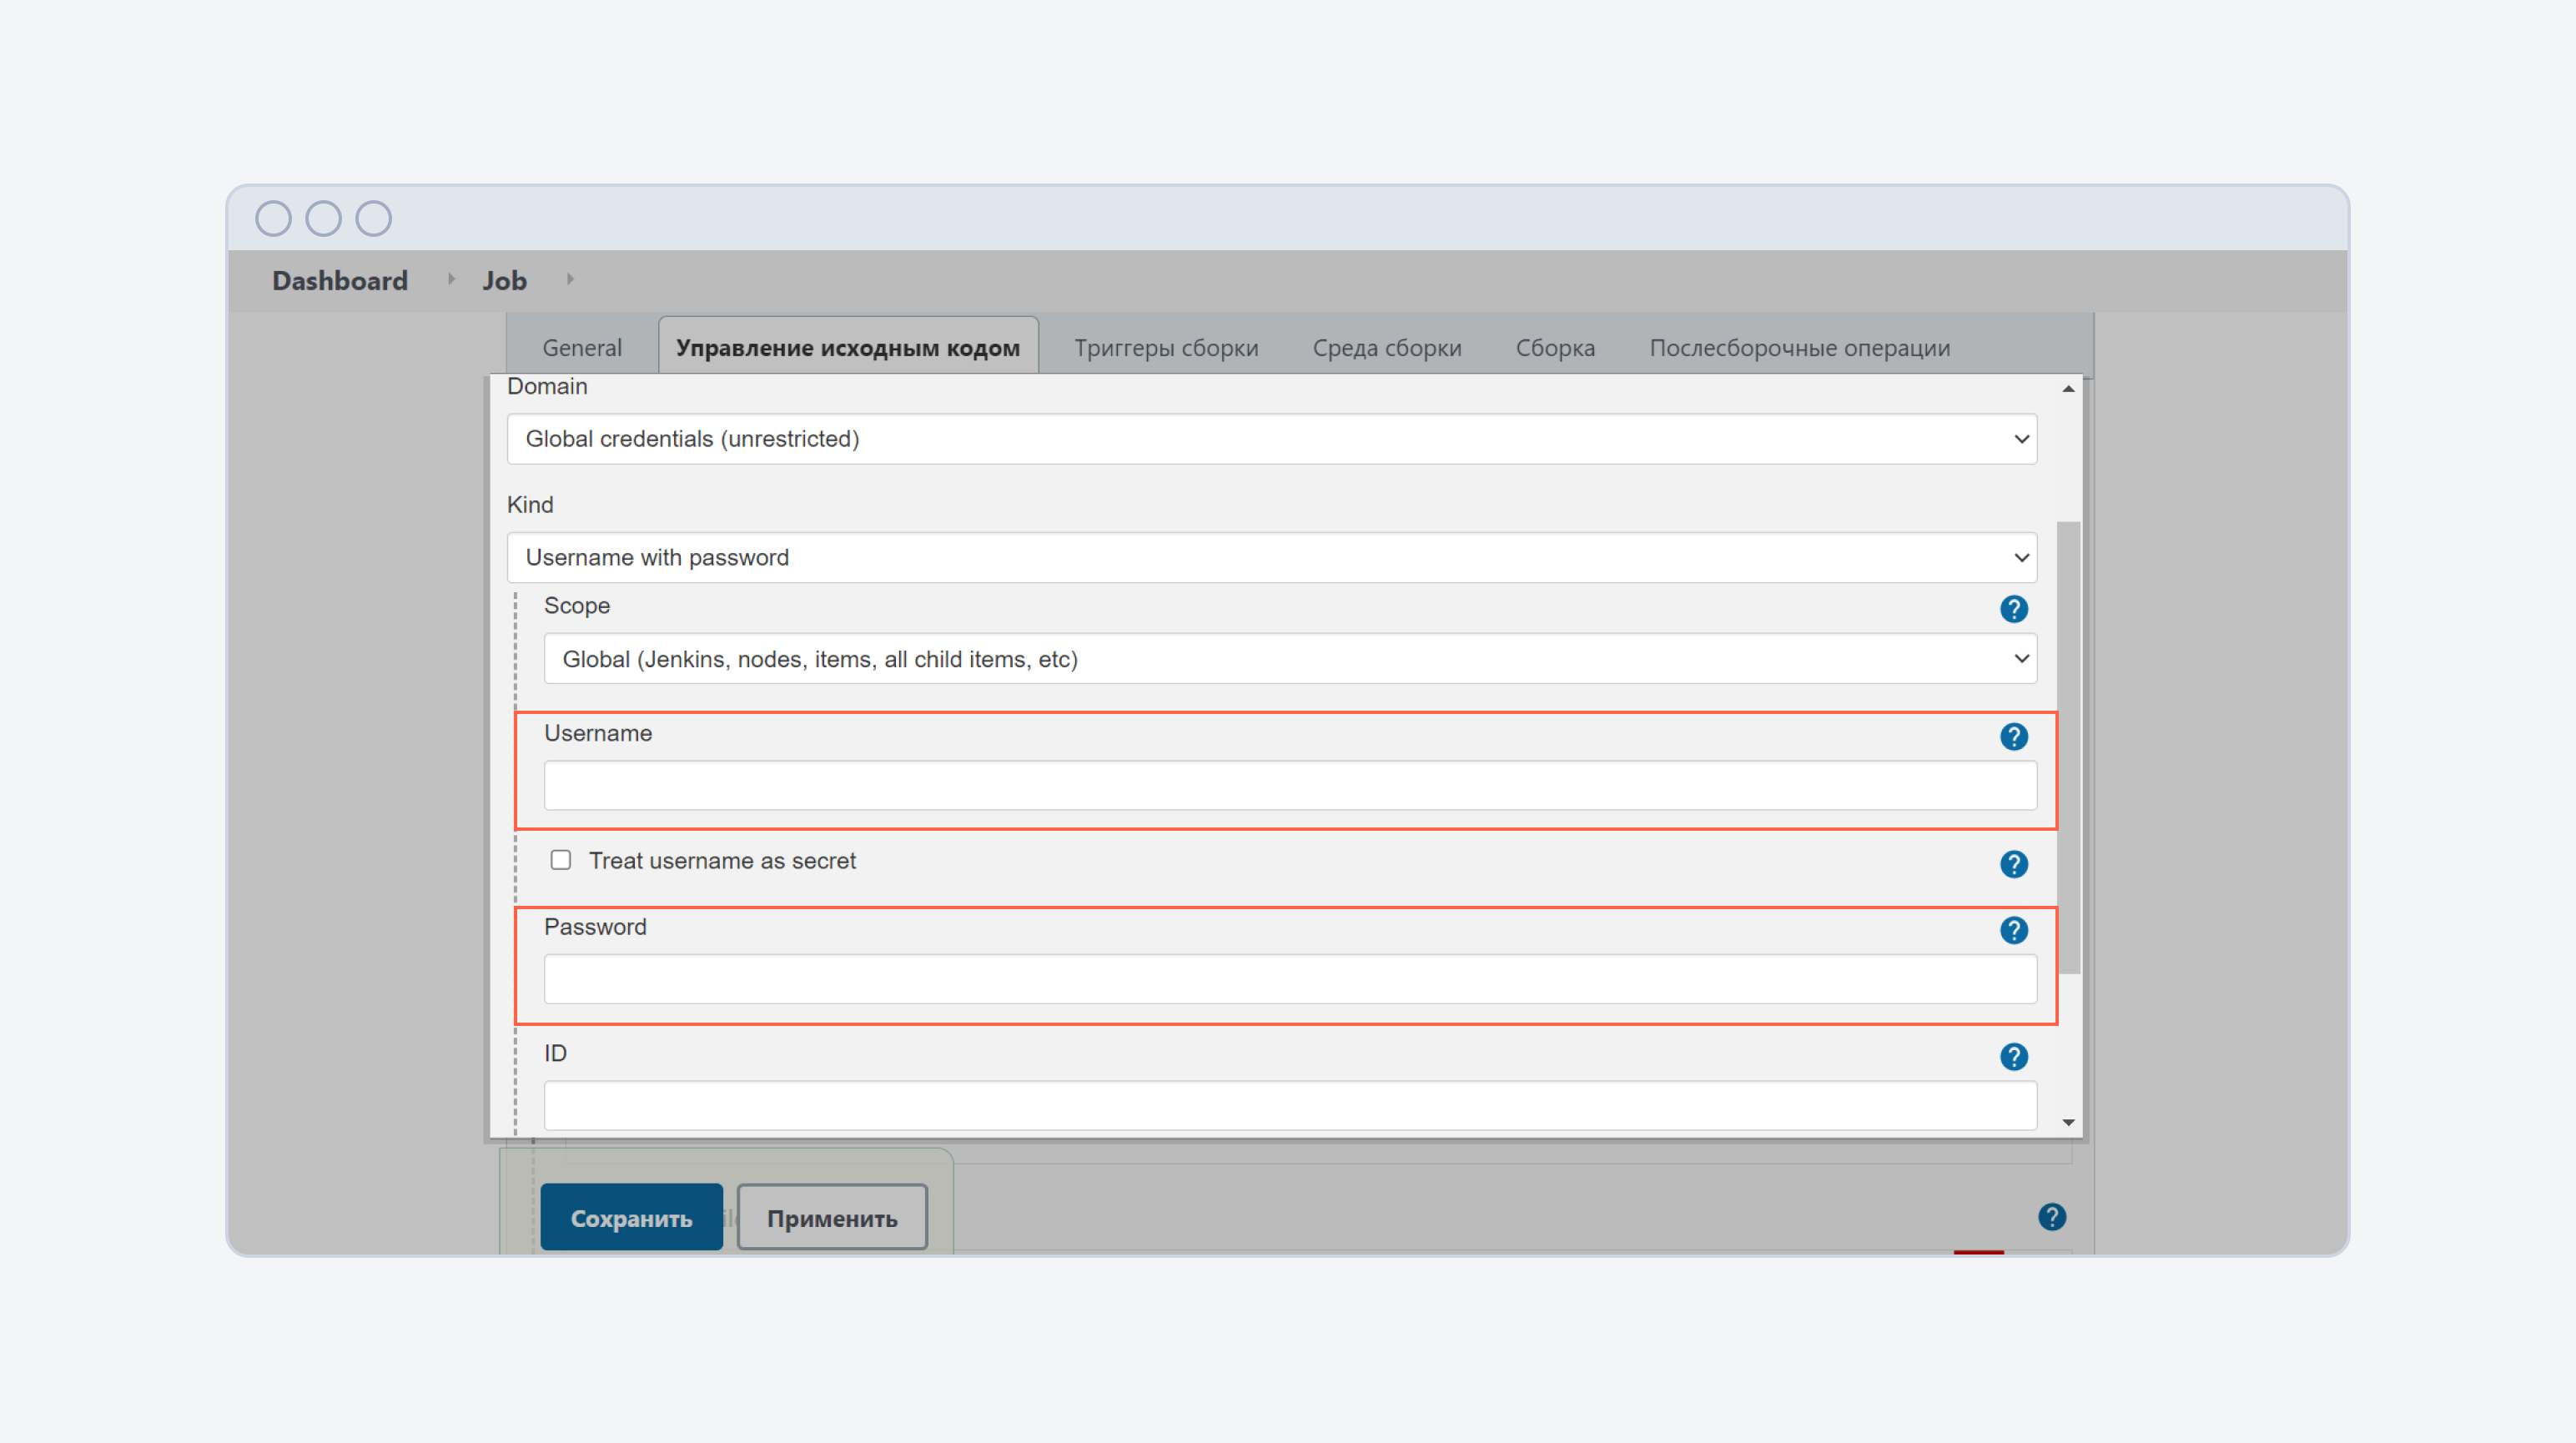 Dashboard Job
General Управление исходным кодом Триггеры сборки Среда сборки Сборка Послесборочные операции
Domain
Global credentials (unrestricted)
Kind
Username with password
Scope
?
Global (Jenkins, nodes, items, all child items, etc)
Username
?
Treat username as secret
?
Password
?
ID
?
Сохранить Применить
?